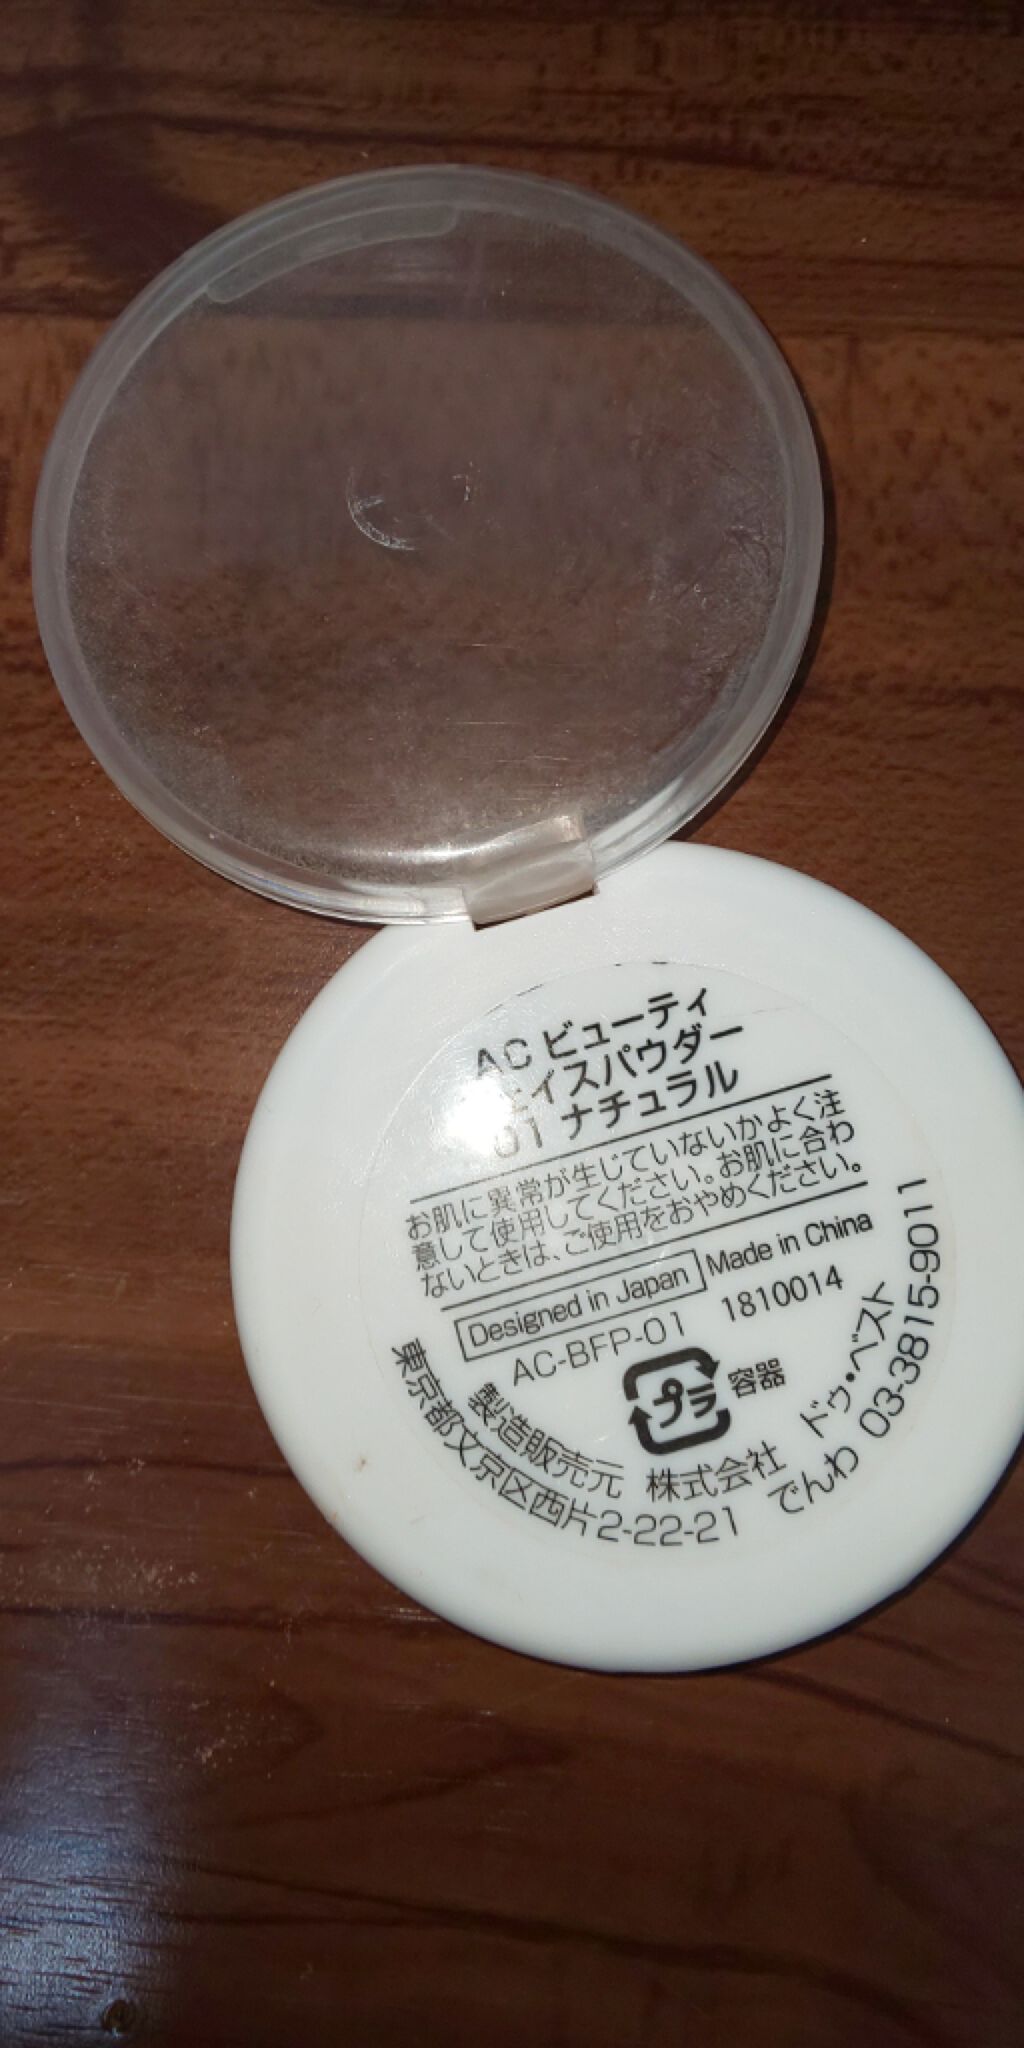 AC ビューティ
ェイスパウダー
01 ナチュラル
お肌に異常が生じていないかよく注
意して使用してください。お肌に合わ
ないときは、ご使用をおやめください。
Designed in Japan Made in China
AC-BFP-01 1810014
プラ 容器
製造販売元 株式会社 ドゥ・ベスト
東京都文京区西片2-22-21 でんわ 03-3815-9011